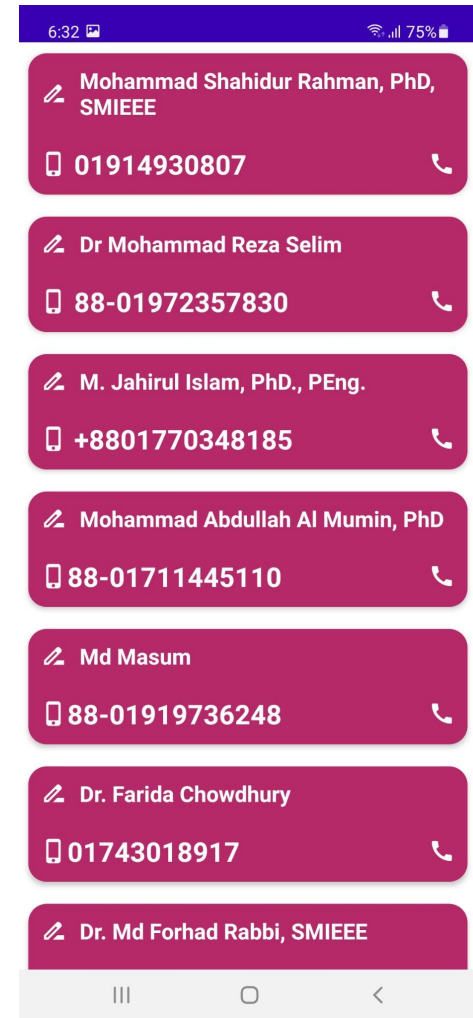 6:32 75%
Mohammad Shahidur Rahman, PhD,
SMIEEE
01914930807
Dr Mohammad Reza Selim
88-01972357830
M. Jahirul Islam, PhD., PEng.
+8801770348185
Mohammad Abdullah Al Mumin, PhD
88-01711445110
Md Masum
88-01919736248
Dr. Farida Chowdhury
01743018917
Dr. Md Forhad Rabbi, SMIEEE